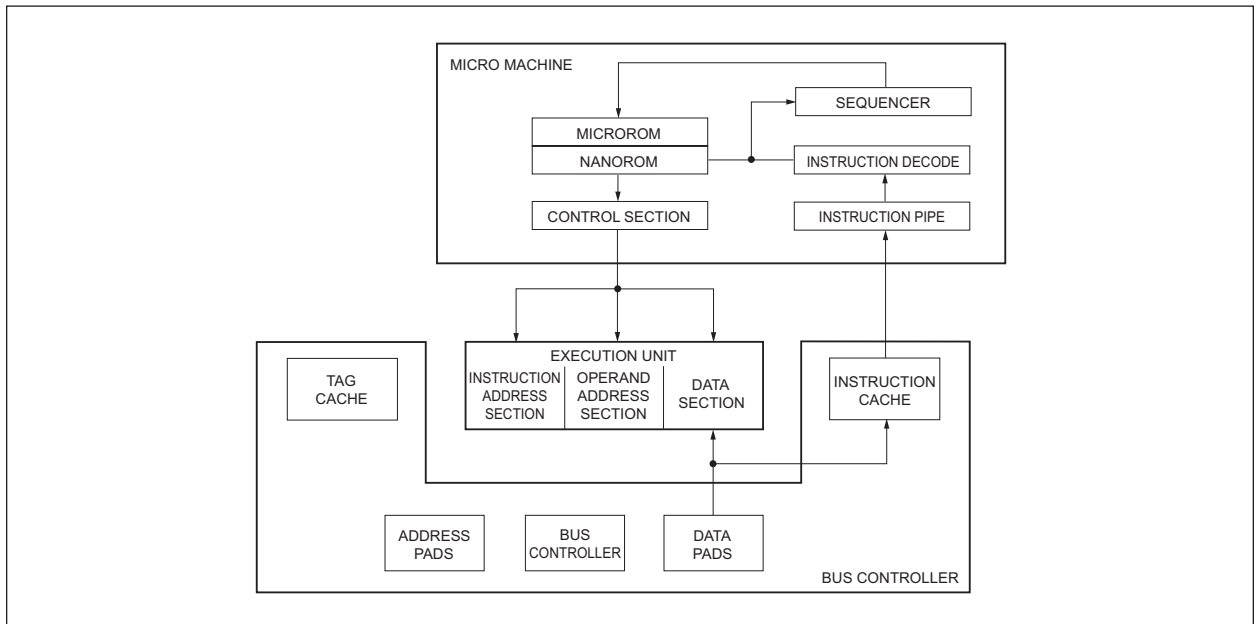 MICRO MACHINE
SEQUENCER
MICROROM
NANOROM
INSTRUCTION DECODE
CONTROL SECTION
INSTRUCTION PIPE
EXECUTION UNIT
INSTRUCTION
ADDRESS
SECTION
OPERAND
ADDRESS
SECTION
DATA
SECTION
TAG
CACHE
INSTRUCTION
CACHE
ADDRESS
PADS
BUS
CONTROLLER
DATA
PADS
BUS CONTROLLER